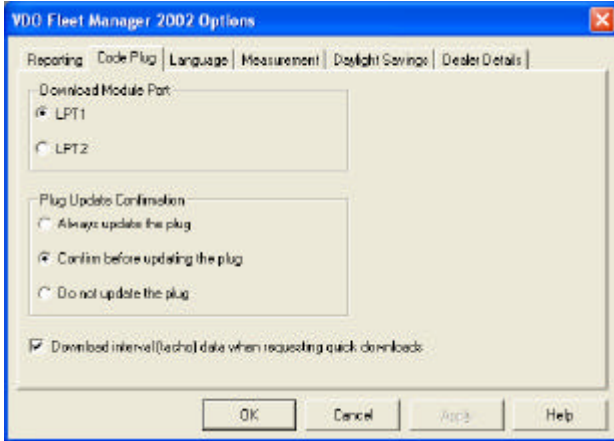 VDO Fleet Manager 2002 Options
Reporting Code Plug Language Measurement Daylight Savings Dealer Details
Download Module Port
LPT1
LPT2
Plug Update Confirmation
Always update the plug
Confirm before updating the plug
Do not update the plug
Download interval(tacho) data when requesting quick downloads
OK Cancel Apply Help